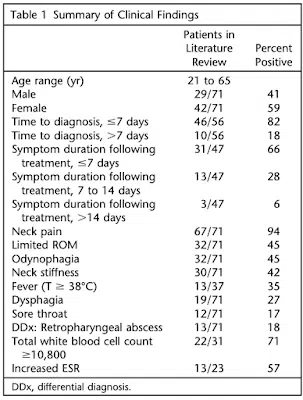 Table 1 Summary of Clinical Findings
Patients in
Literature Percent
Review Positive
Age range (yr) 21 to 65
Male 29/71 41
Female 42/71 59
Time to diagnosis, ≤7 days 46/56 82
Time to diagnosis, >7 days 10/56 18
Symptom duration following 31/47 66
treatment, ≤7 days
Symptom duration following 13/47 28
treatment, 7 to 14 days
Symptom duration following 3/47 6
treatment, >14 days
Neck pain 67/71 94
Limited ROM 32/71 45
Odynophagia 32/71 45
Neck stiffness 30/71 42
Fever (T ≥ 38°C) 13/37 35
Dysphagia 19/71 27
Sore throat 12/71 17
DDx: Retropharyngeal abscess 13/71 18
Total white blood cell count 22/31 71
≥10,800
Increased ESR 13/23 57
DDx, differential diagnosis.